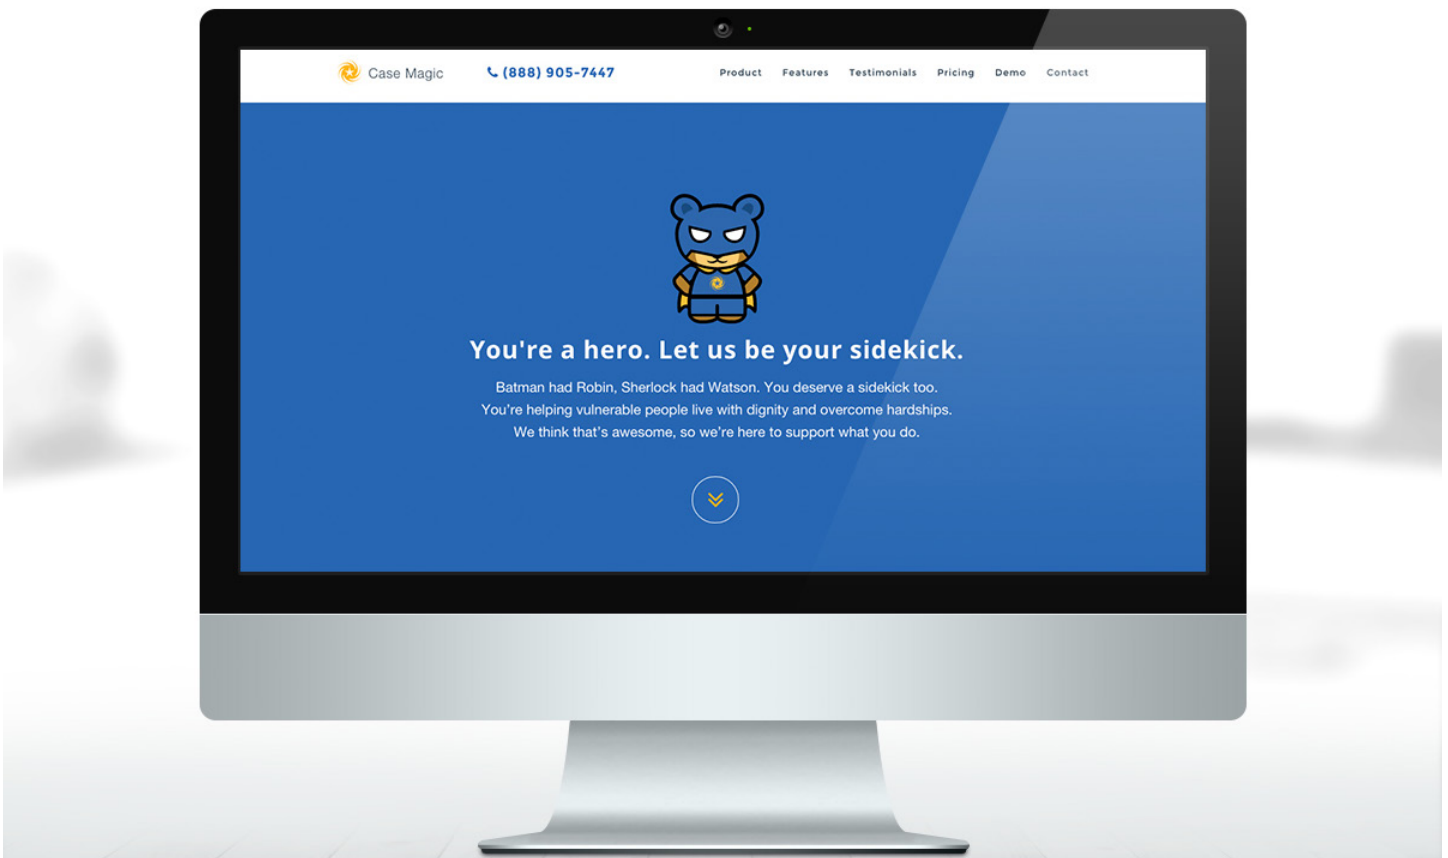 Case Magic
(888) 905-7447
Product Features Testimonials Pricing Demo Contact
You're a hero. Let us be your sidekick.
Batman had Robin, Sherlock had Watson. You deserve a sidekick too.
You’re helping vulnerable people live with dignity and overcome hardships.
We think that’s awesome, so we’re here to support what you do.